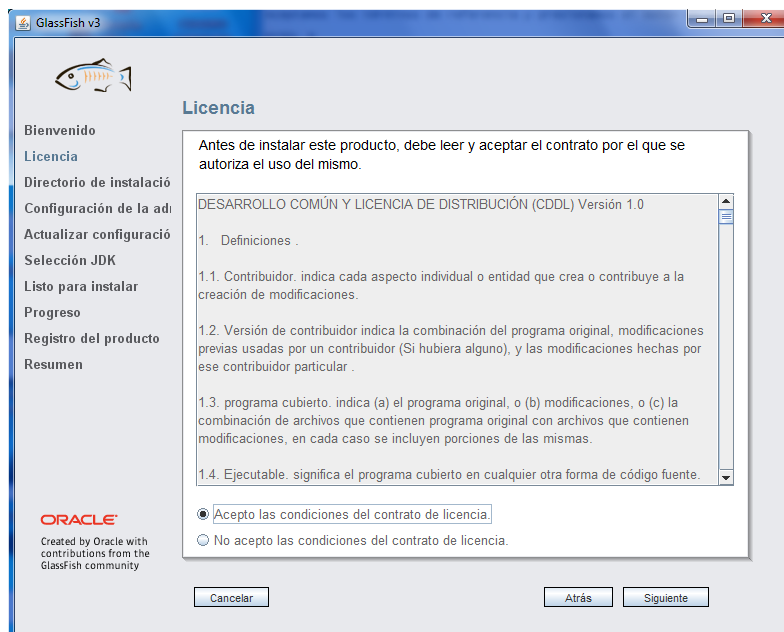 GlassFish v3
Bienvenido
Licencia
Directorio de instalació
Configuración de la adı
Actualizar configuració
Selección JDK
Listo para instalar
Progreso
Registro del producto
Resumen
ORACLE
Created by Oracle with
contributions from the
GlassFish community
Licencia
Antes de instalar este producto, debe leer y aceptar el contrato por el que se
autoriza el uso del mismo.
DESARROLLO COMÚN Y LICENCIA DE DISTRIBUCIÓN (CDDL) Versión 1.0
1. Definiciones .
1.1. Contribuidor. indica cada aspecto individual o entidad que crea o contribuye a la
creación de modificaciones.
1.2. Versión de contribuidor indica la combinación del programa original, modificaciones
previas usadas por un contribuidor (Si hubiera alguno), y las modificaciones hechas por
ese contribuidor particular .
1.3. programa cubierto. indica (a) el programa original, o (b) modificaciones, o (c) la
combinación de archivos que contienen programa original con archivos que contienen
modificaciones, en cada caso se incluyen porciones de las mismas.
1.4. Ejecutable. significa el programa cubierto en cualquier otra forma de código fuente.
Acepto las condiciones del contrato de licencia.
No acepto las condiciones del contrato de licencia.
Cancelar
Atrás
Siguiente